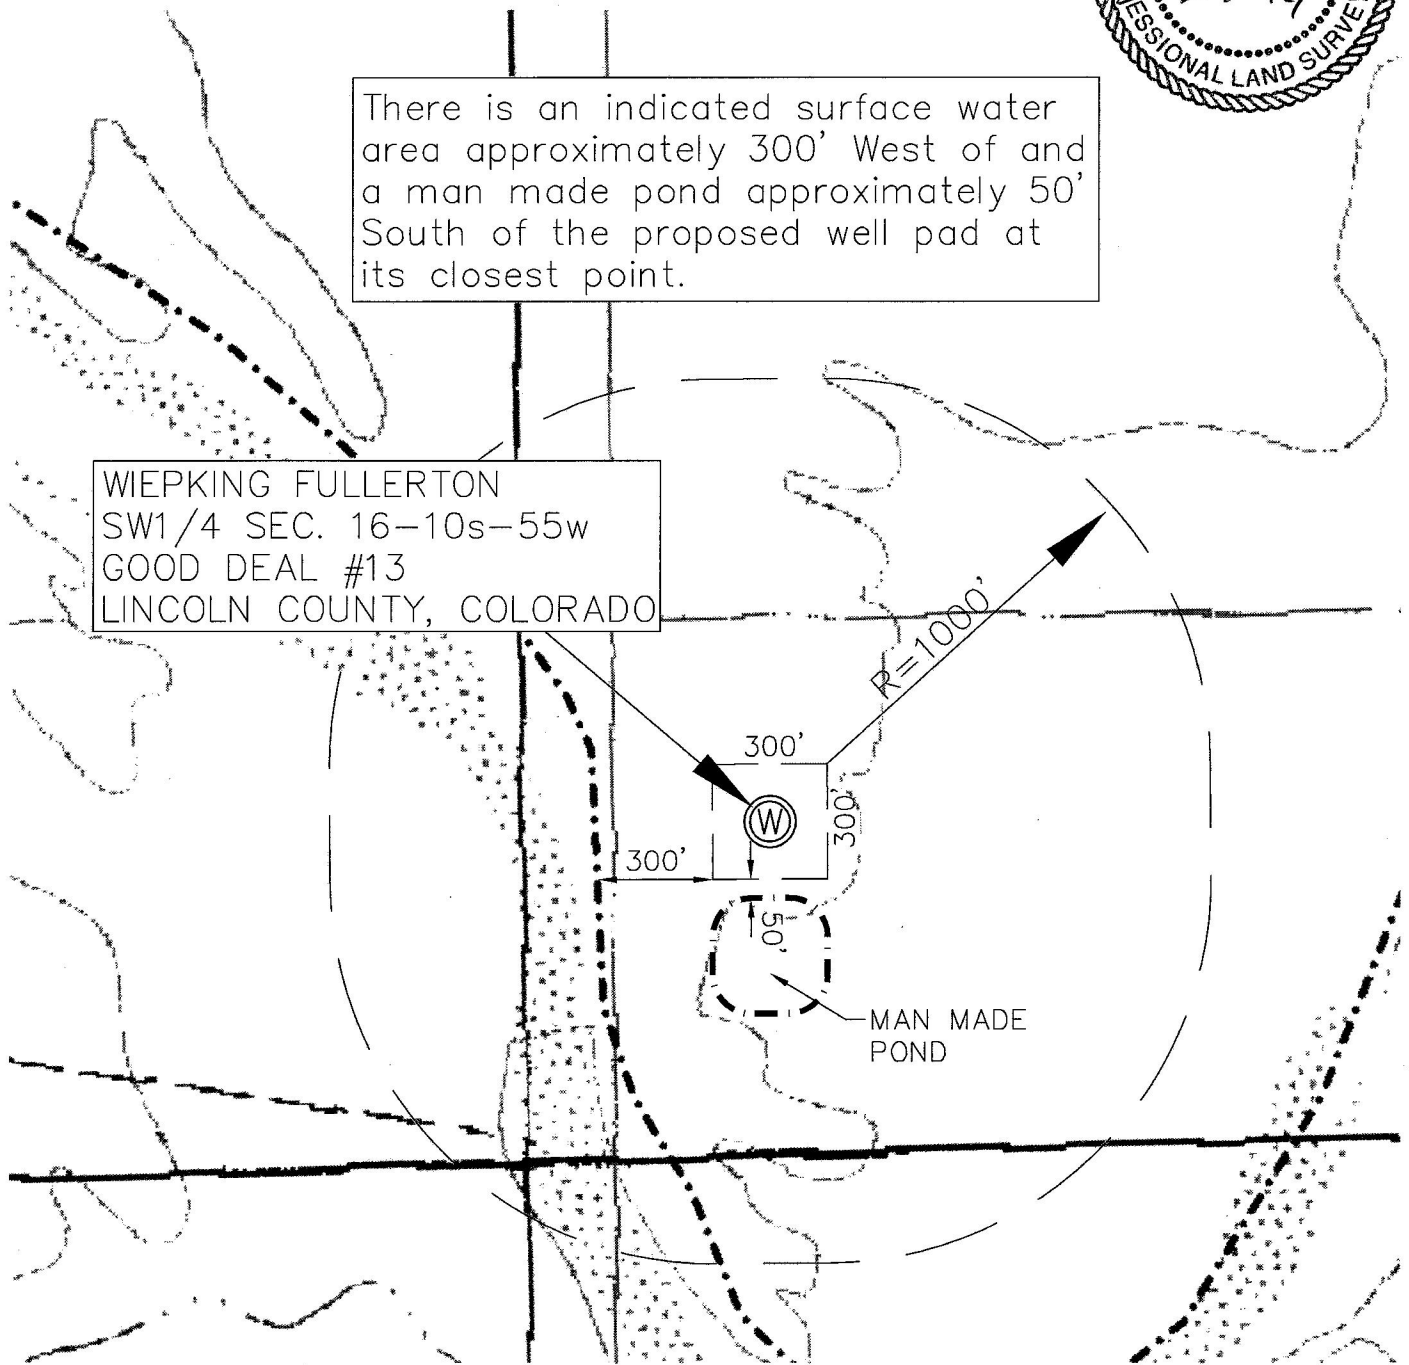 ESSIONAL LAND SURVEY
There is an indicated surface water
area approximately 300' West of and
a man made pond approximately 50'
South of the proposed well pad at
its closest point.
WIEPKING FULLERTON
SW1/4 SEC. 16-10s-55w
GOOD DEAL #13
LINCOLN COUNTY, COLORADO
R=1000'
300'
W
300'
300'
50'
MAN MADE
POND